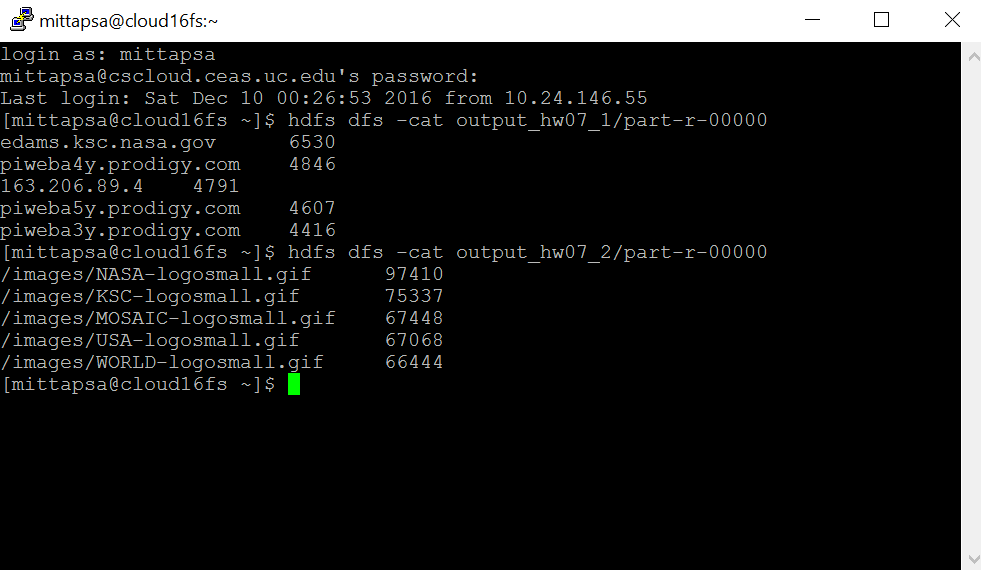 mittapsa@cloud16fs:~
login as: mittapsa
mittapsa@cscloud.ceas.uc.edu's password:
Last login: Sat Dec 10 00:26:53 2016 from 10.24.146.55
[mittapsa@cloud16fs ~]$ hdfs dfs -cat output_hw07_1/part-r-00000
edams.ksc.nasa.gov      6530
piweba4y.prodigy.com    4846
163.206.89.4    4791
piweba5y.prodigy.com    4607
piweba3y.prodigy.com    4416
[mittapsa@cloud16fs ~]$ hdfs dfs -cat output_hw07_2/part-r-00000
/images/NASA-logosmall.gif      97410
/images/KSC-logosmall.gif       75337
/images/MOSAIC-logosmall.gif    67448
/images/USA-logosmall.gif       67068
/images/WORLD-logosmall.gif     66444
[mittapsa@cloud16fs ~]$